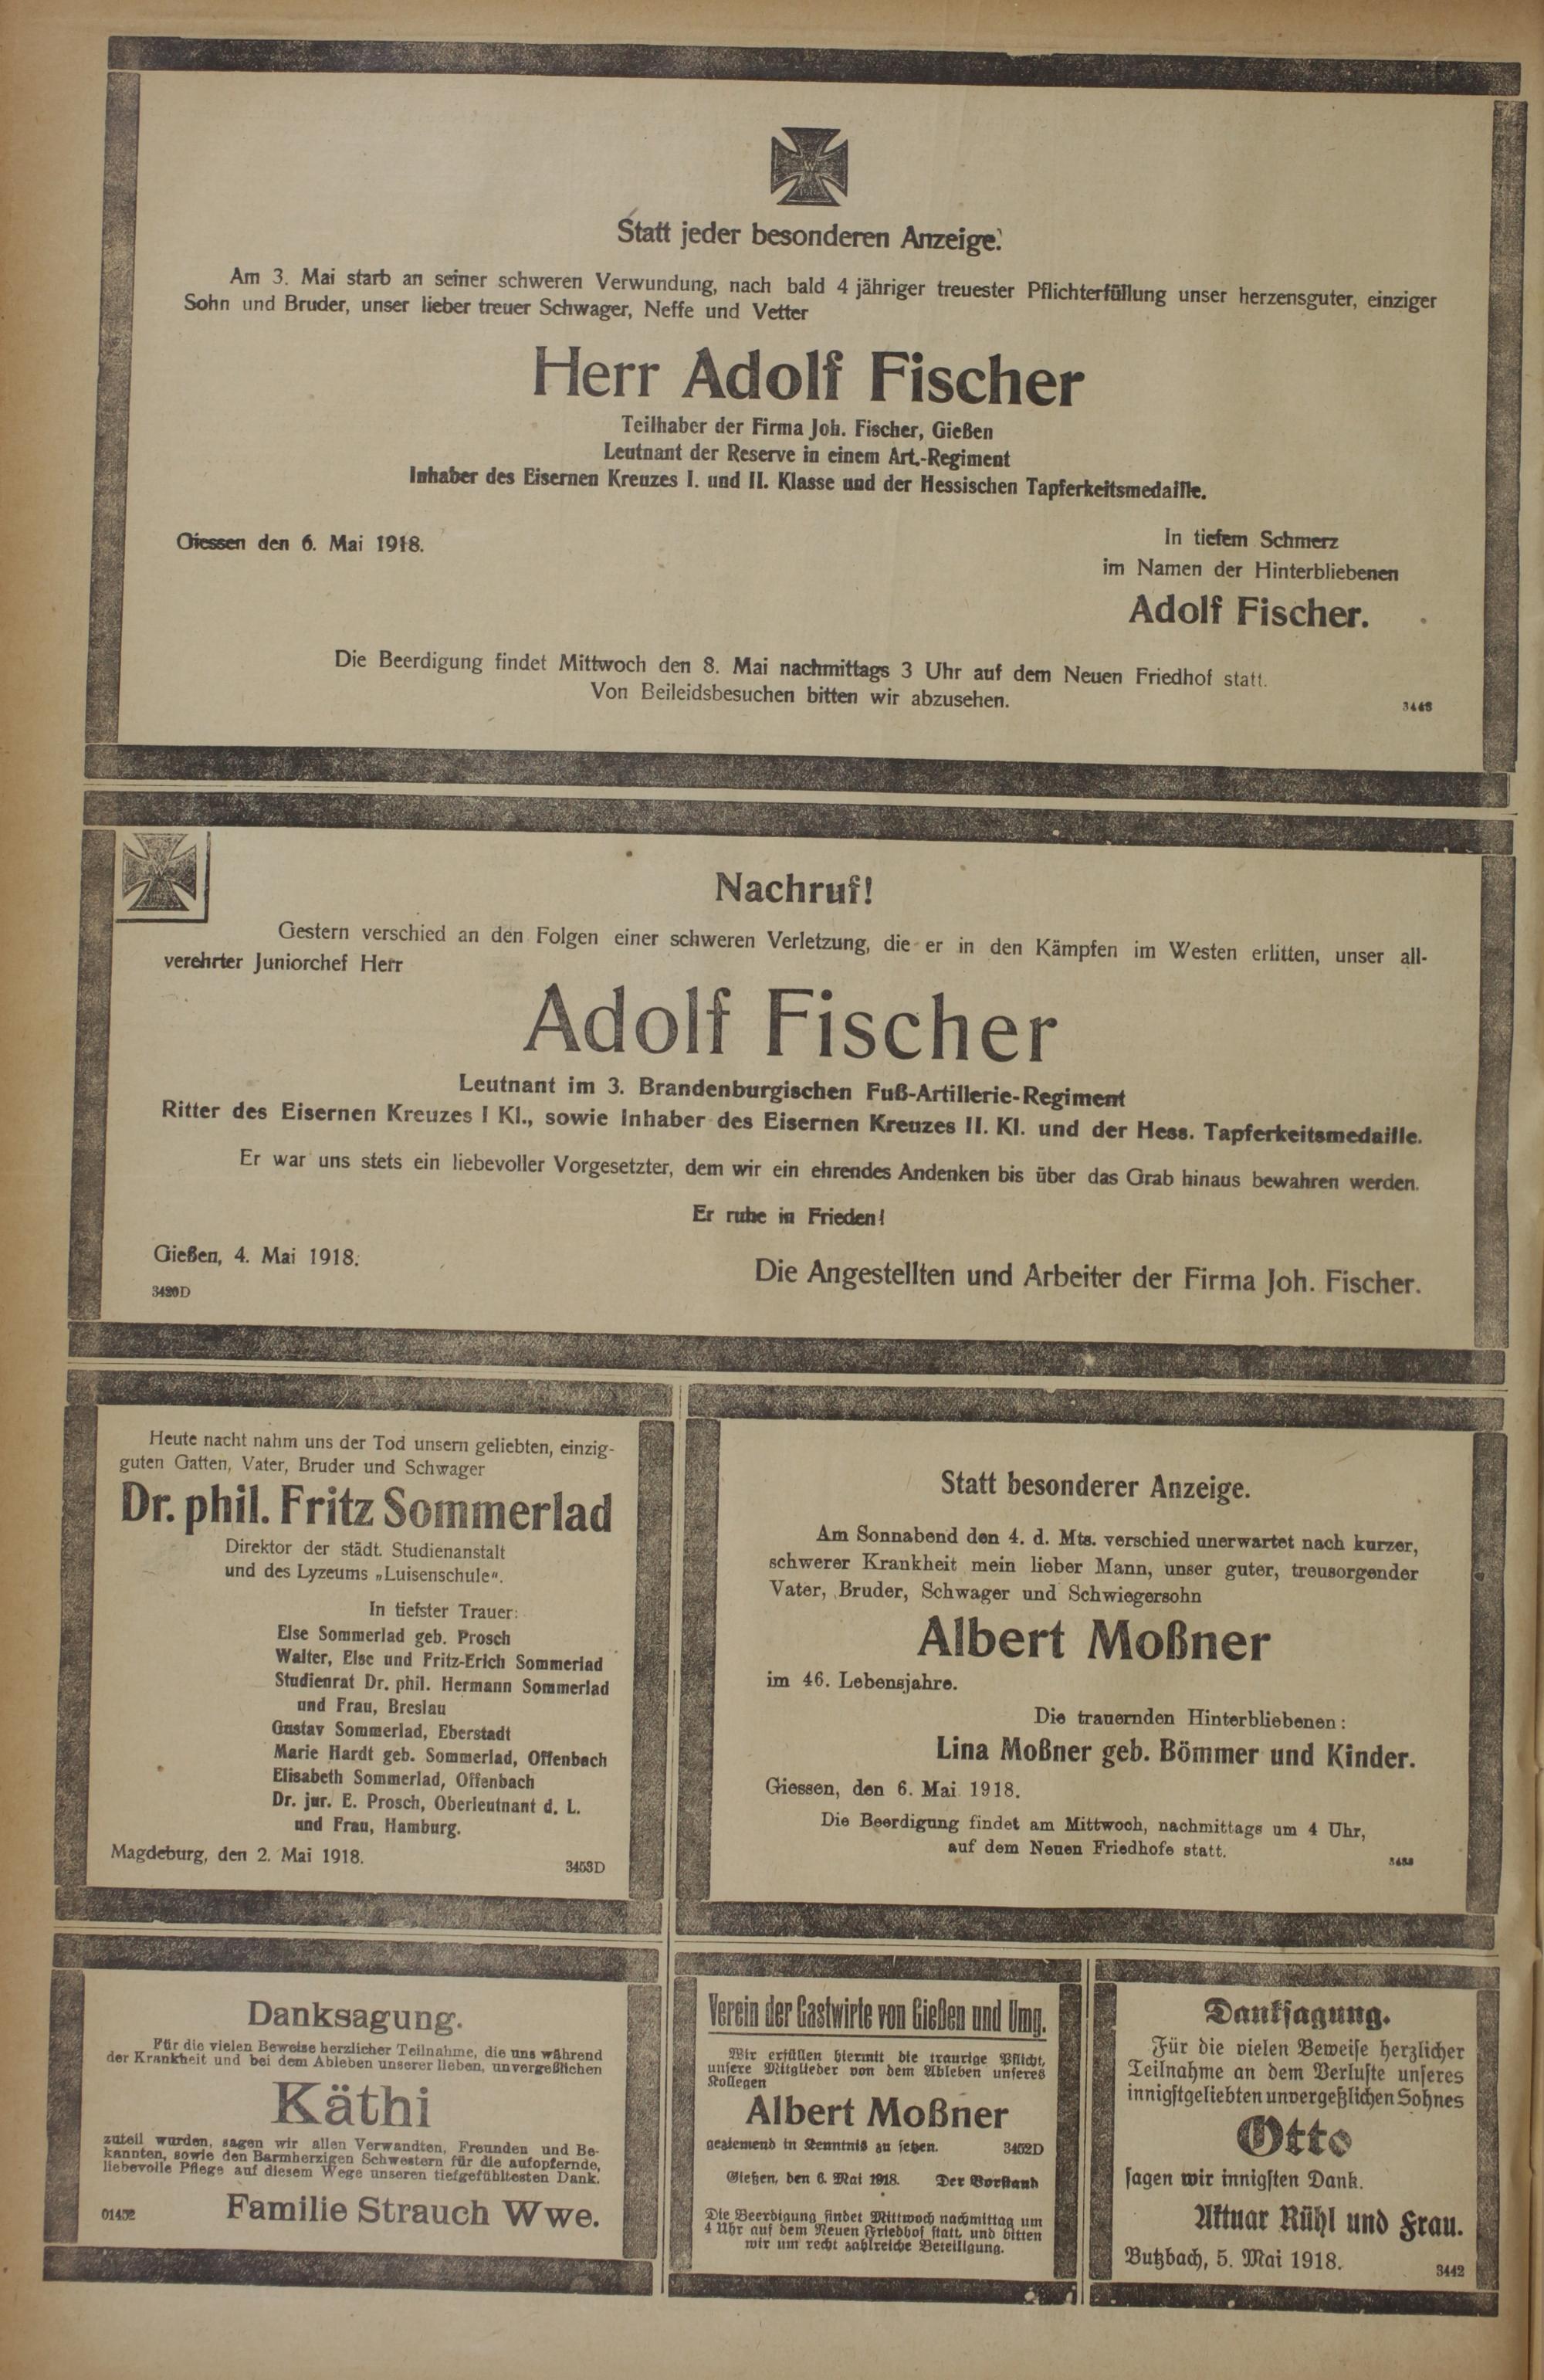 Statt jeder besonderen Anzeige.
Am 3. Mai starb an seiner schweren Verwundung, nach bald 4 jähriger treuester Pflichterfüllung unser herzensguter, einziger
Sohn und Bruder, unser lieber treuer Schwager, Neffe und Vetter
Herr Adolf Fischer
Teilhaber der Firma Joh. Fischer, Gießen
Leutnant der Reserve in einem Art.-Regiment
Inhaber des Eisernen Kreuzes I. und II. Klasse und der Hessischen Tapferkeitsmedaille.
Giessen den 6. Mai 1918.
In tiefem Schmerz
im Namen der Hinterbliebenen
Adolf Fischer.
Die Beerdigung findet Mittwoch den 8. Mai nachmittags 3 Uhr auf dem Neuen Friedhof statt.
Von Beileidsbesuchen bitten wir abzusehen.
Nachruf!
Gestern verschied an den Folgen einer schweren Verletzung, die er in den Kämpfen im Westen erlitten, unser all-
verehrter Juniorchef Herr
Adolf Fischer
Leutnant im 3. Brandenburgischen Fuß-Artillerie-Regiment
Ritter des Eisernen Kreuzes I Kl., sowie Inhaber des Eisernen Kreuzes II. Kl. und der Hess. Tapferkeitsmedaille.
Er war uns stets ein liebevoller Vorgesetzter, dem wir ein ehrendes Andenken bis über das Grab hinaus bewahren werden.
Er ruhe in Frieden!
Gießen, 4. Mai 1918.
Die Angestellten und Arbeiter der Firma Joh. Fischer.
Heute nacht nahm uns der Tod unsern geliebten, einzig-
guten Gatten, Vater, Bruder und Schwager
Dr. phil. Fritz Sommerlad
Direktor der städt. Studienanstalt
und des Lyzeums „Luisenschule".
In tiefster Trauer:
Else Sommerlad geb. Prosch
Walter, Else und Fritz-Erich Sommerlad
Studienrat Dr. phil. Hermann Sommerlad
und Frau, Breslau
Gustav Sommerlad, Eberstadt
Marie Hardt geb. Sommerlad, Offenbach
Elisabeth Sommerlad, Offenbach
Dr. jur. E. Prosch, Oberleutnant d. L.
und Frau, Hamburg.
Magdeburg, den 2. Mai 1918.
3453D
Statt besonderer Anzeige.
Am Sonnabend den 4. d. Mts. verschied unerwartet nach kurzer,
schwerer Krankheit mein lieber Mann, unser guter, treusorgender
Vater, Bruder, Schwager und Schwiegersohn
Albert Moßner
im 46. Lebensjahre.
Die trauernden Hinterbliebenen:
Lina Moßner geb. Bömmer und Kinder.
Giessen, den 6. Mai 1918.
Die Beerdigung findet am Mittwoch, nachmittags um 4 Uhr,
auf dem Neuen Friedhofe statt.
Danksagung.
Für die vielen Beweise herzlicher Teilnahme, die uns während
der Krankheit und bei dem Ableben unserer lieben, unvergeßlichen
Käthi
zuteil wurden, sagen wir allen Verwandten, Freunden und Be-
kannten, sowie den Barmherzigen Schwestern für die aufopfernde,
liebevolle Pflege auf diesem Wege unseren tiefgefühltesten Dank.
Familie Strauch Wwe.
Verein der Gastwirte von Gießen und Umg.
Wir erfüllen hiermit die traurige Pflicht,
unsere Mitglieder von dem Ableben unseres
Kollegen
Albert Moßner
geziemend in Kenntnis zu setzen.
3452D
Gießen, den 6. Mai 1918.
Der Vorstand
Die Beerdigung findet Mittwoch nachmittag um
4 Uhr auf dem Neuen Friedhof statt, und bitten
wir um recht zahlreiche Beteiligung.
Danksagung.
Für die vielen Beweise herzlicher
Teilnahme an dem Verluste unseres
innigstgeliebten unvergeßlichen Sohnes
Otto
sagen wir innigsten Dank.
Aktuar Rühl und Frau.
Butzbach, 5. Mai 1918.
3442